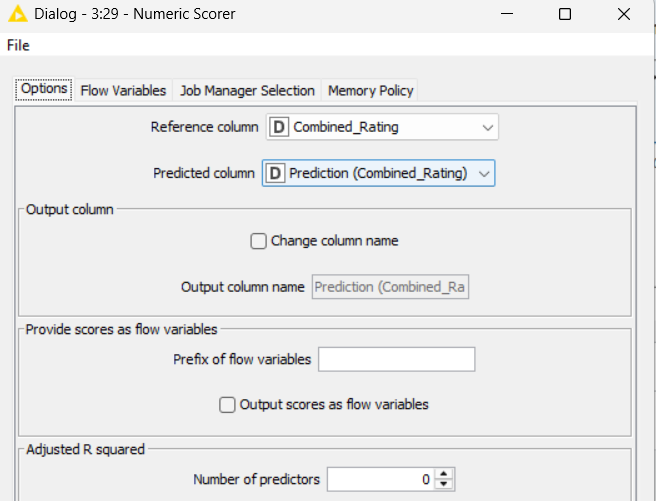 Dialog - 3:29 - Numeric Scorer
File
Options Flow Variables Job Manager Selection Memory Policy
Reference column D Combined_Rating
Predicted column D Prediction (Combined_Rating)
Output column
Change column name
Output column name Prediction (Combined_Ra
Provide scores as flow variables
Prefix of flow variables
Output scores as flow variables
Adjusted R squared
Number of predictors 0